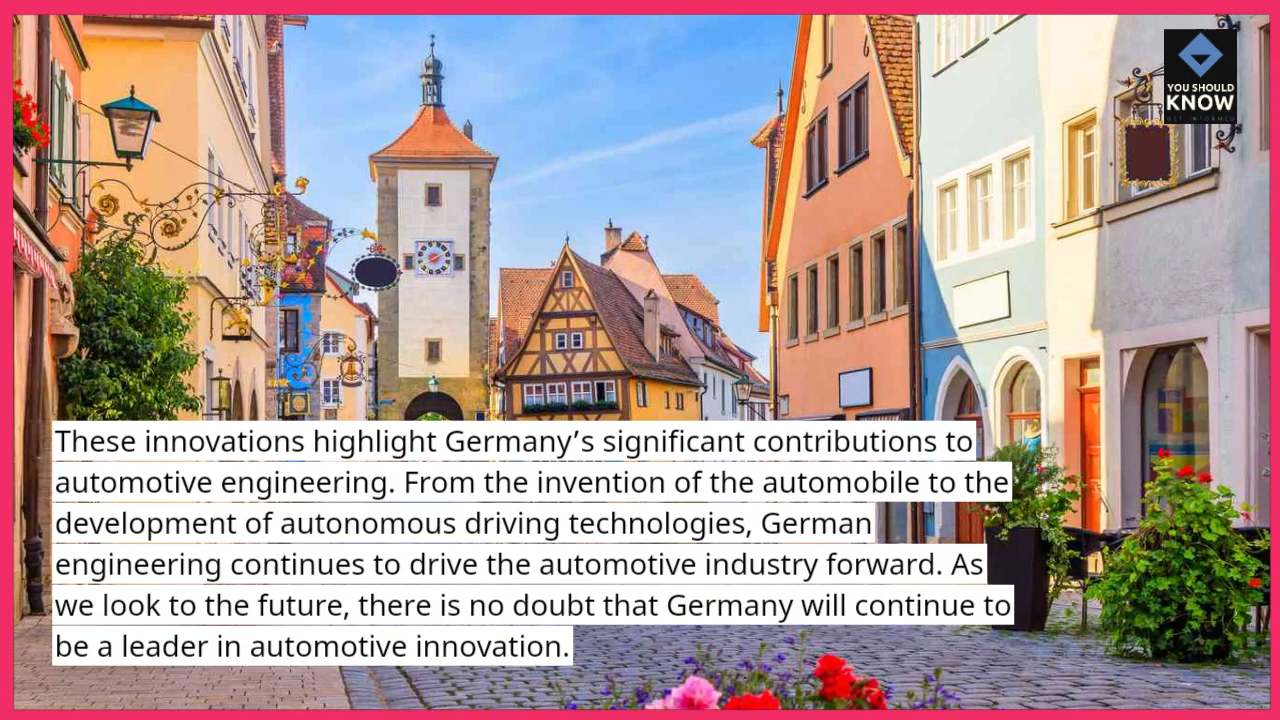 YOU SHOULD
KNOW
GET INFORMED
These innovations highlight Germany’s significant contributions to
automotive engineering. From the invention of the automobile to the
development of autonomous driving technologies, German
engineering continues to drive the automotive industry forward. As
we look to the future, there is no doubt that Germany will continue to
be a leader in automotive innovation.